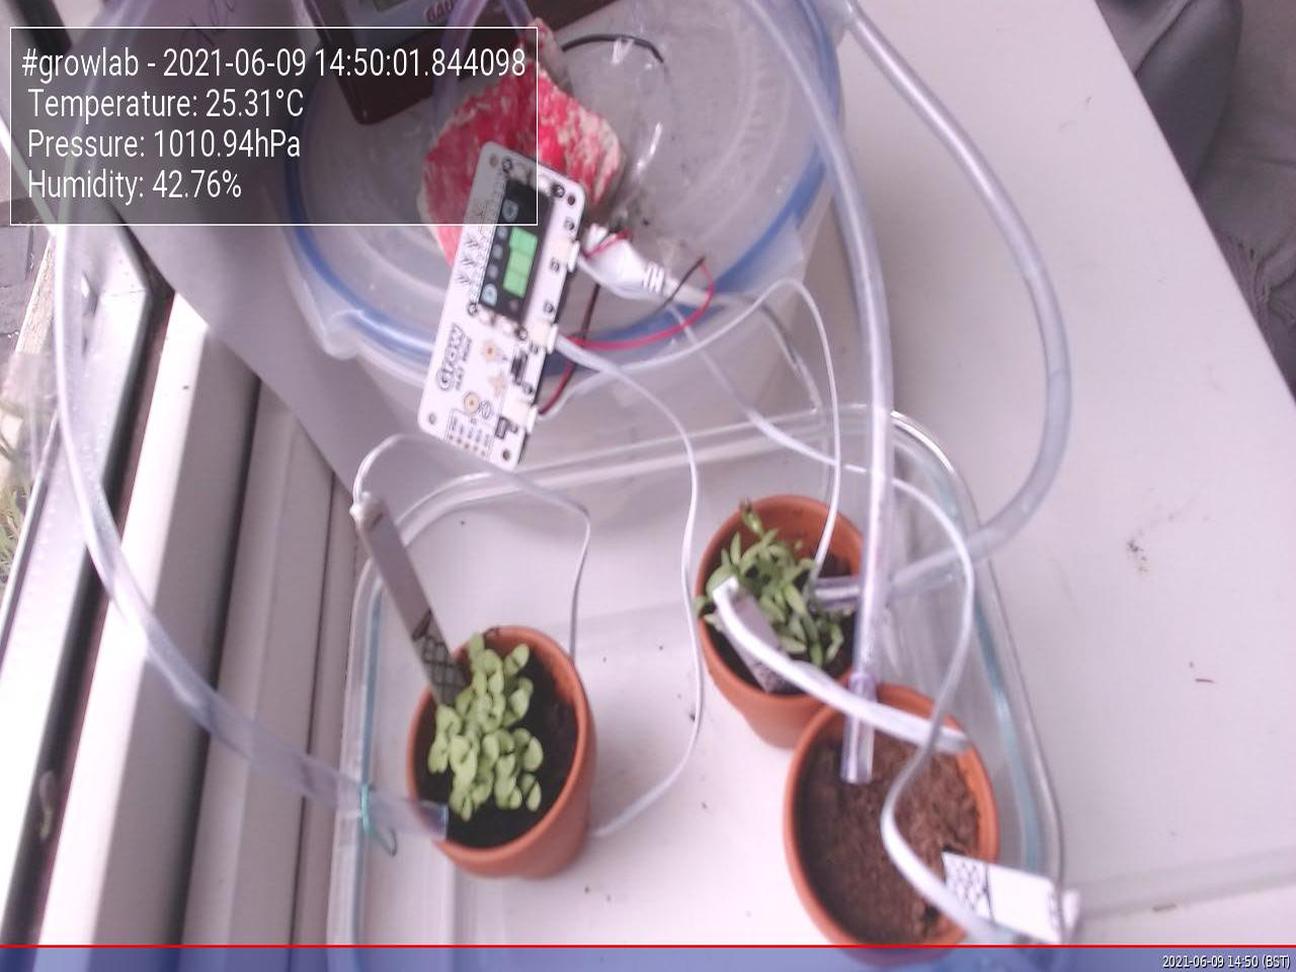 #growlab - 2021-06-09 14:50:01.844098
Temperature: 25.31°C
Pressure: 1010.94hPa
Humidity: 42.76%
GROW
2021-06-09 14:50 (BST)